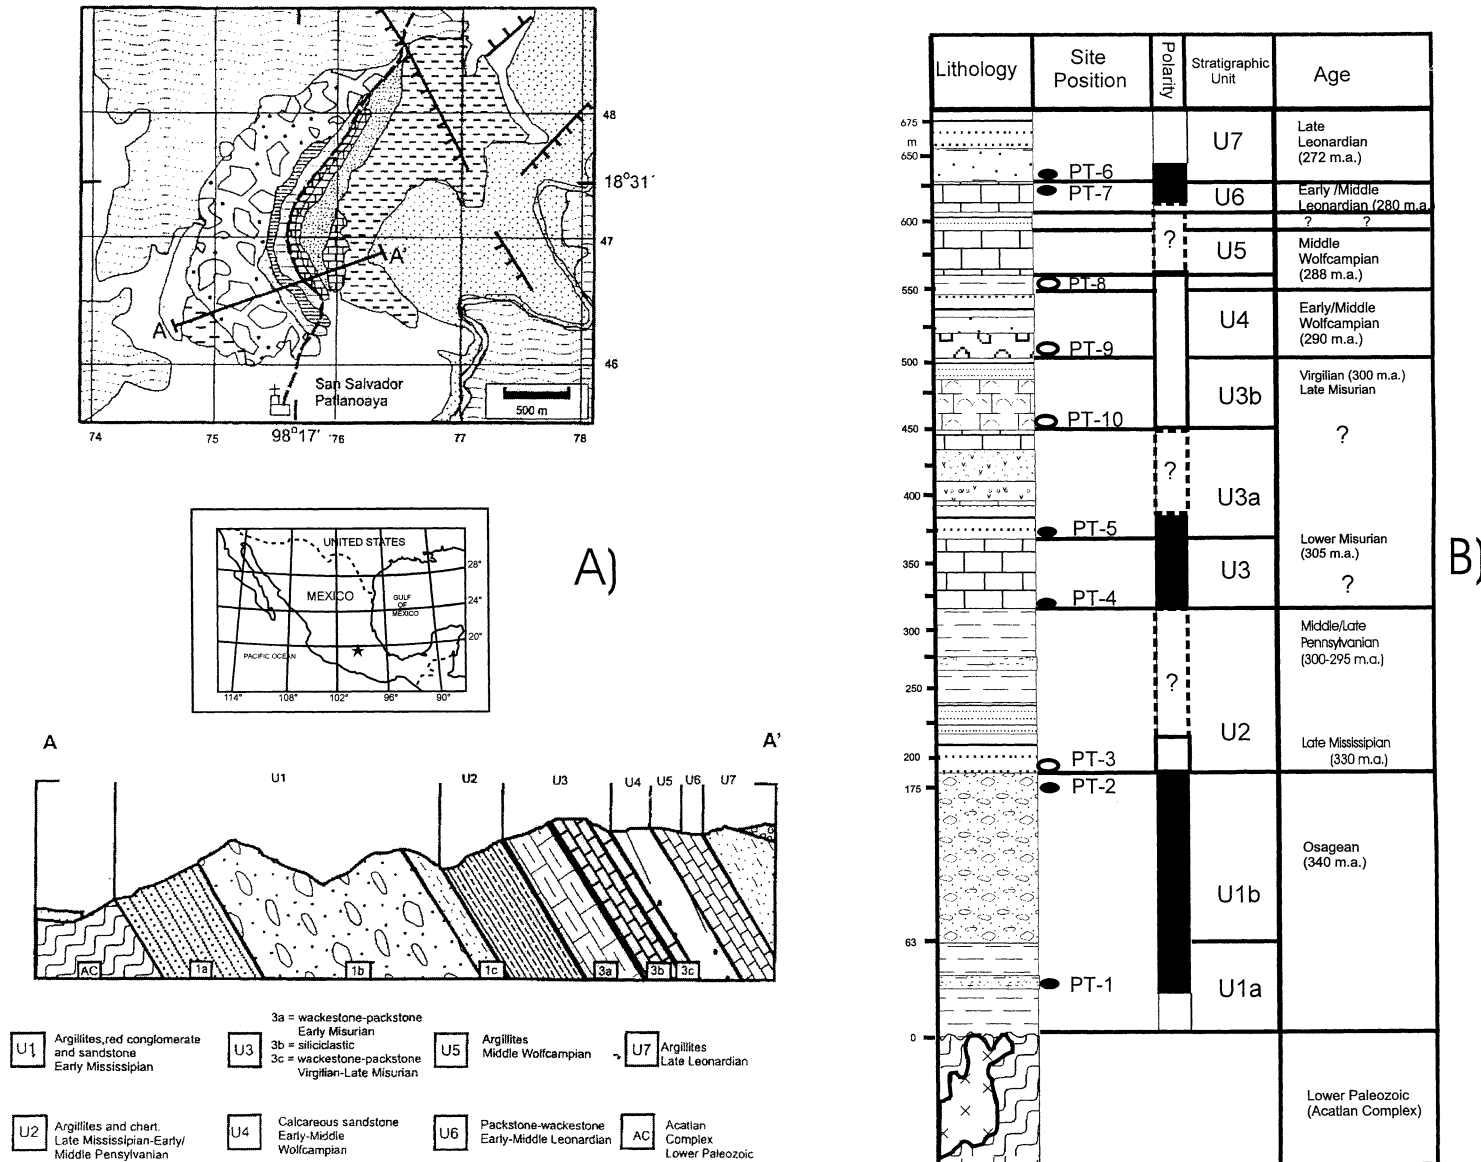 48
18°31'
47
A'
A
46
San Salvador
Patlanoaya
500 m
74
75
98°17'
76
77
78
A)
UNITED STATES
28°
MEXICO
GULF
OF
MEXICO
24°
20°
PACIFIC OCEAN
114°
108°
102°
96°
90°
A
A'
U1
U2
U3
U4
U5
U6
U7
AC
1a
1b
1c
3a
3b
3c
U1
Argillites,red conglomerate
and sandstone
Early Missisipian
U3
3a = wackestone-packstone
Early Misurian
3b = siliciclastic
3c = wackestone-packstone
Virgilian-Late Misurian
U5
Argillites
Middle Wolfcampian
U7
Argillites
Late Leonardian
U2
Argillites and chert.
Late Missisipian-Early/
Middle Pensylvanian
U4
Calcareous sandstone
Early-Middle
Wolfcampian
U6
Packstone-wackestone
Early-Middle Leonardian
AC
Acatlan
Complex
Lower Paleozoic
B)
Lithology
Site
Position
Polarity
Stratigraphic
Unit
Age
675
m
650
600
550
500
450
400
350
300
250
200
175
63
0
PT-6
PT-7
PT-8
PT-9
PT-10
PT-5
PT-4
PT-3
PT-2
PT-1
?
?
?
U7
U6
U5
U4
U3b
U3a
U3
U2
U1b
U1a
Late
Leonardian
(272 m.a.)
Early /Middle
Leonardian (280 m.a.
? ?
Middle
Wolfcampian
(288 m.a.)
Early/Middle
Wolfcampian
(290 m.a.)
Virgilian (300 m.a.)
Late Misurian
?
Lower Misurian
(305 m.a.)
?
Middle/Late
Pennsylvanian
(300-295 m.a.)
Late Missisipian
(330 m.a.)
Osagean
(340 m.a.)
Lower Paleozoic
(Acatlan Complex)